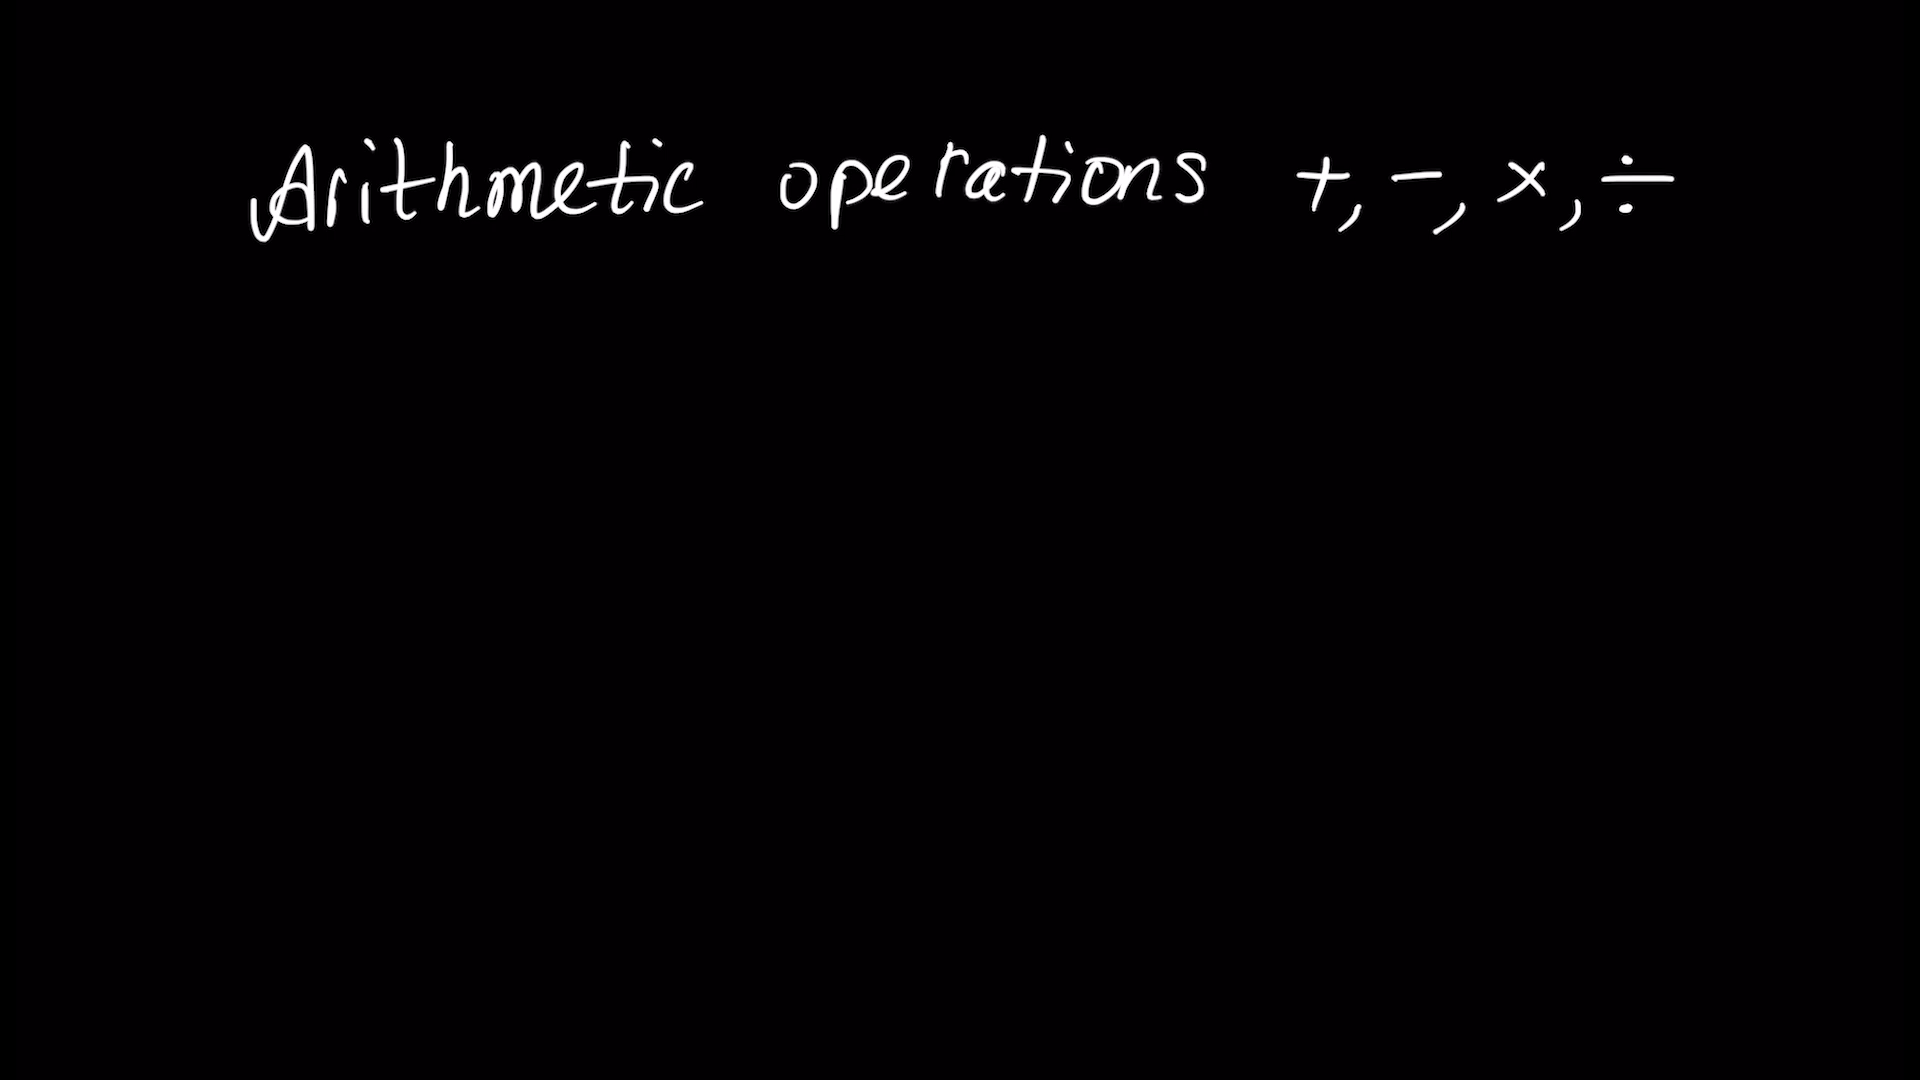 Arithmetic operations +, -, ×, ÷